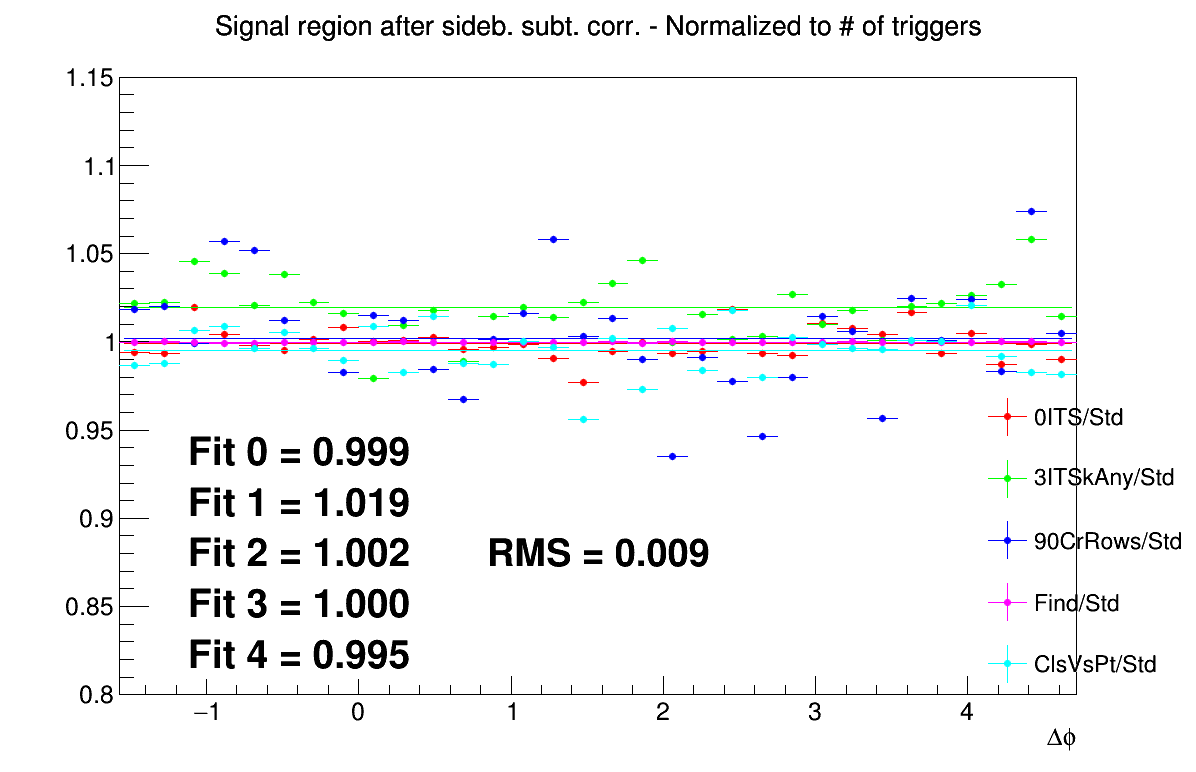 Signal region after sideb. subt. corr. - Normalized to # of triggers
1.15
1.1
1.05
1
0.95
0.9
0.85
0.8
Fit 0 = 0.999
Fit 1 = 1.019
Fit 2 = 1.002
RMS = 0.009
Fit 3 = 1.000
Fit 4 = 0.995
0ITS/Std
3ITSkAny/Std
90CrRows/Std
Find/Std
ClsVsPt/Std
−1
0
1
2
3
4
Δϕ